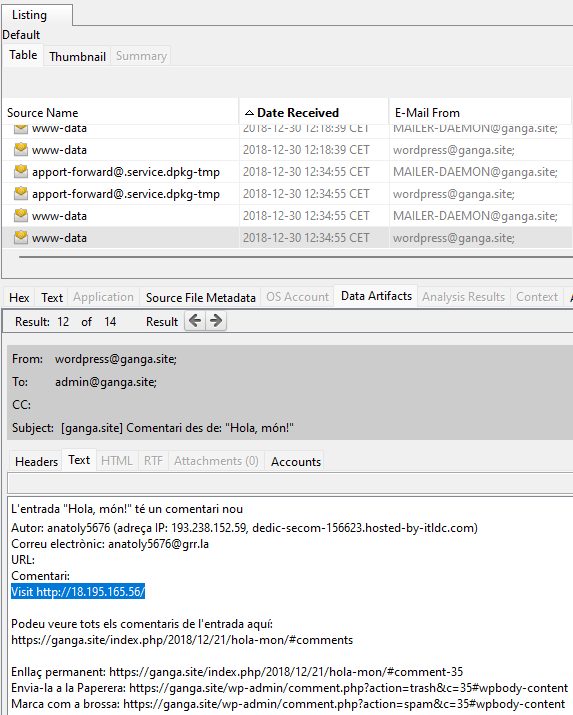 Listing
Default
Table Thumbnail Summary
Source Name Date Received E-Mail From
www-data 2018-12-30 12:18:39 CET MAILER-DAEMON@ganga.site;
www-data 2018-12-30 12:18:39 CET wordpress@ganga.site;
apport-forward@.service.dpkg-tmp 2018-12-30 12:34:55 CET MAILER-DAEMON@ganga.site;
apport-forward@.service.dpkg-tmp 2018-12-30 12:34:55 CET wordpress@ganga.site;
www-data 2018-12-30 12:34:55 CET MAILER-DAEMON@ganga.site;
www-data 2018-12-30 12:34:55 CET wordpress@ganga.site;
Hex Text Application Source File Metadata OS Account Data Artifacts Analysis Results Context
Result: 12 of 14 Result
From: wordpress@ganga.site;
To: admin@ganga.site;
CC:
Subject: [ganga.site] Comentari des de: "Hola, món!"
Headers Text HTML RTF Attachments (0) Accounts
L'entrada "Hola, món!" té un comentari nou
Autor: anatoly5676 (adreça IP: 193.238.152.59, dedic-secom-156623.hosted-by-itldc.com)
Correu electrònic: anatoly5676@grr.la
URL:
Comentari:
Visit http://18.195.165.56/
Podeu veure tots els comentaris de l'entrada aquí:
https://ganga.site/index.php/2018/12/21/hola-mon/#comments
Enllaç permanent: https://ganga.site/index.php/2018/12/21/hola-mon/#comment-35
Envia-la a la Paperera: https://ganga.site/wp-admin/comment.php?action=trash&c=35#wpbody-content
Marca com a brossa: https://ganga.site/wp-admin/comment.php?action=spam&c=35#wpbody-content